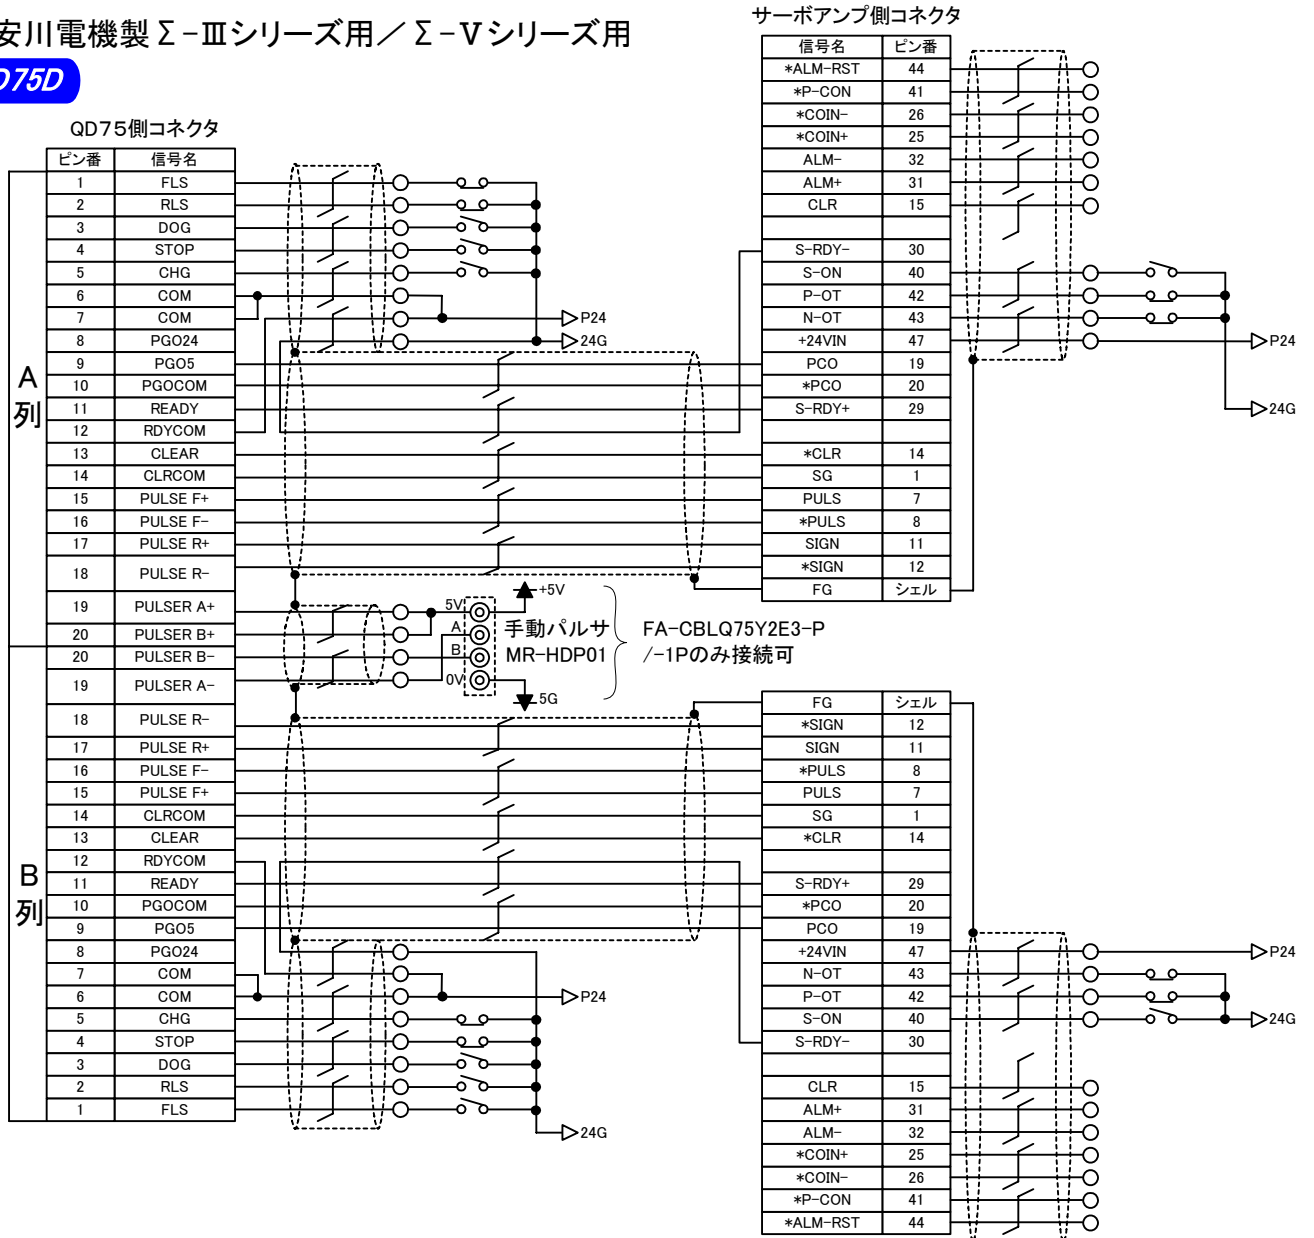 安川電機製Σ-Ⅲシリーズ用／Σ-Ⅴシリーズ用
D75D
QD75側コネクタ
ピン番 信号名
A列
1 FLS
2 RLS
3 DOG
4 STOP
5 CHG
6 COM
7 COM
8 PGO24
9 PGO5
10 PGOCOM
11 READY
12 RDYCOM
13 CLEAR
14 CLRCOM
15 PULSE F+
16 PULSE F-
17 PULSE R+
18 PULSE R-
19 PULSER A+
20 PULSER B+
B列
20 PULSER B-
19 PULSER A-
18 PULSE R-
17 PULSE R+
16 PULSE F-
15 PULSE F+
14 CLRCOM
13 CLEAR
12 RDYCOM
11 READY
10 PGOCOM
9 PGO5
8 PGO24
7 COM
6 COM
5 CHG
4 STOP
3 DOG
2 RLS
1 FLS
P24
24G
5V
A
B
0V
+5V
5G
手動パルサ
MR-HDP01
FA-CBLQ75Y2E3-P
/-1Pのみ接続可
P24
24G
サーボアンプ側コネクタ
信号名 ピン番
*ALM-RST 44
*P-CON 41
*COIN- 26
*COIN+ 25
ALM- 32
ALM+ 31
CLR 15
S-RDY- 30
S-ON 40
P-OT 42
N-OT 43
+24VIN 47
PCO 19
*PCO 20
S-RDY+ 29
*CLR 14
SG 1
PULS 7
*PULS 8
SIGN 11
*SIGN 12
FG シェル
P24
24G
FG シェル
*SIGN 12
SIGN 11
*PULS 8
PULS 7
SG 1
*CLR 14
S-RDY+ 29
*PCO 20
PCO 19
+24VIN 47
N-OT 43
P-OT 42
S-ON 40
S-RDY- 30
CLR 15
ALM+ 31
ALM- 32
*COIN+ 25
*COIN- 26
*P-CON 41
*ALM-RST 44
P24
24G